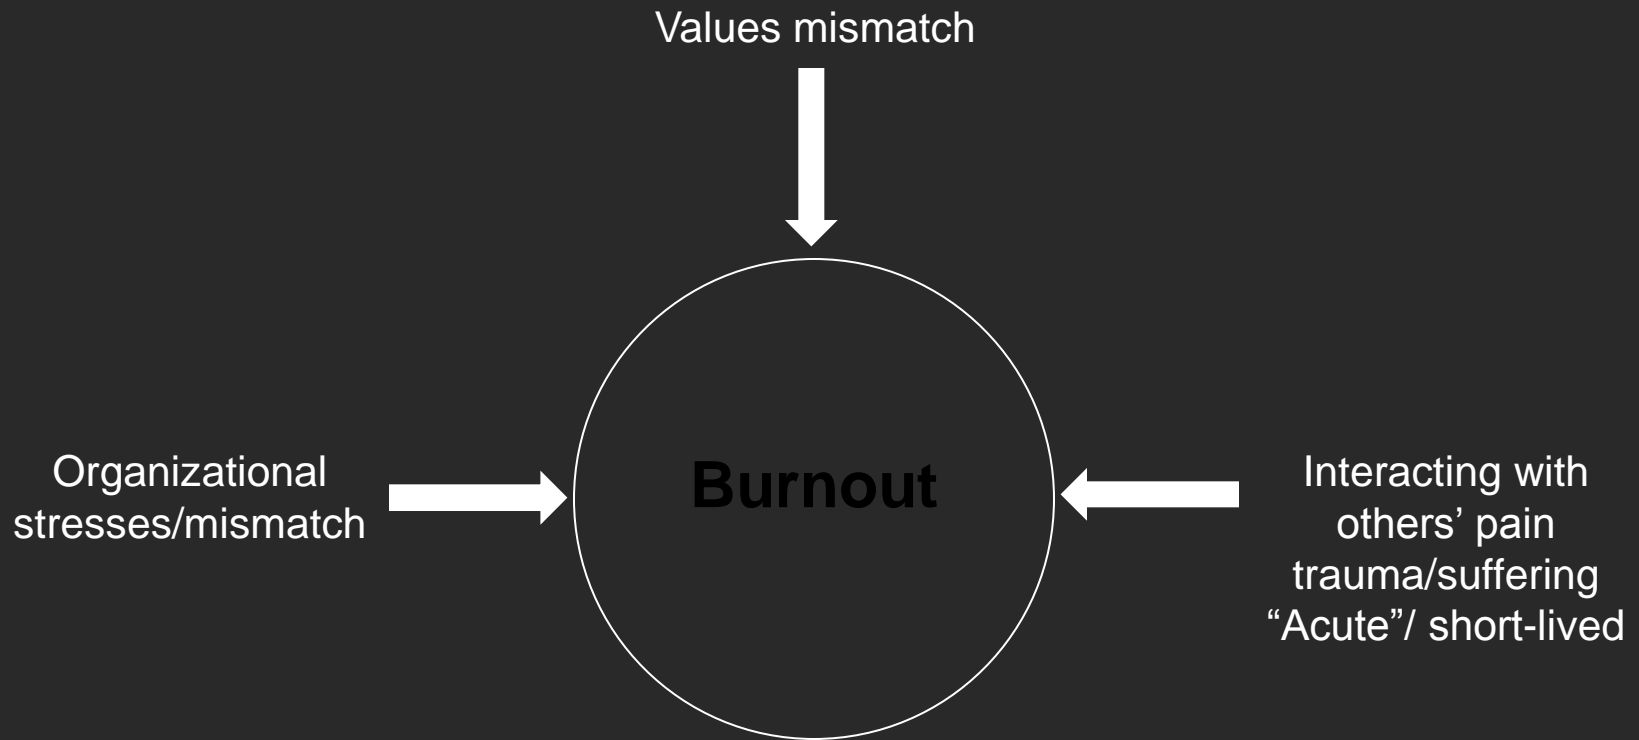 Values mismatch
Organizational
stresses/mismatch
Burnout
Interacting with
others’ pain
trauma/suffering
“Acute”/ short-lived